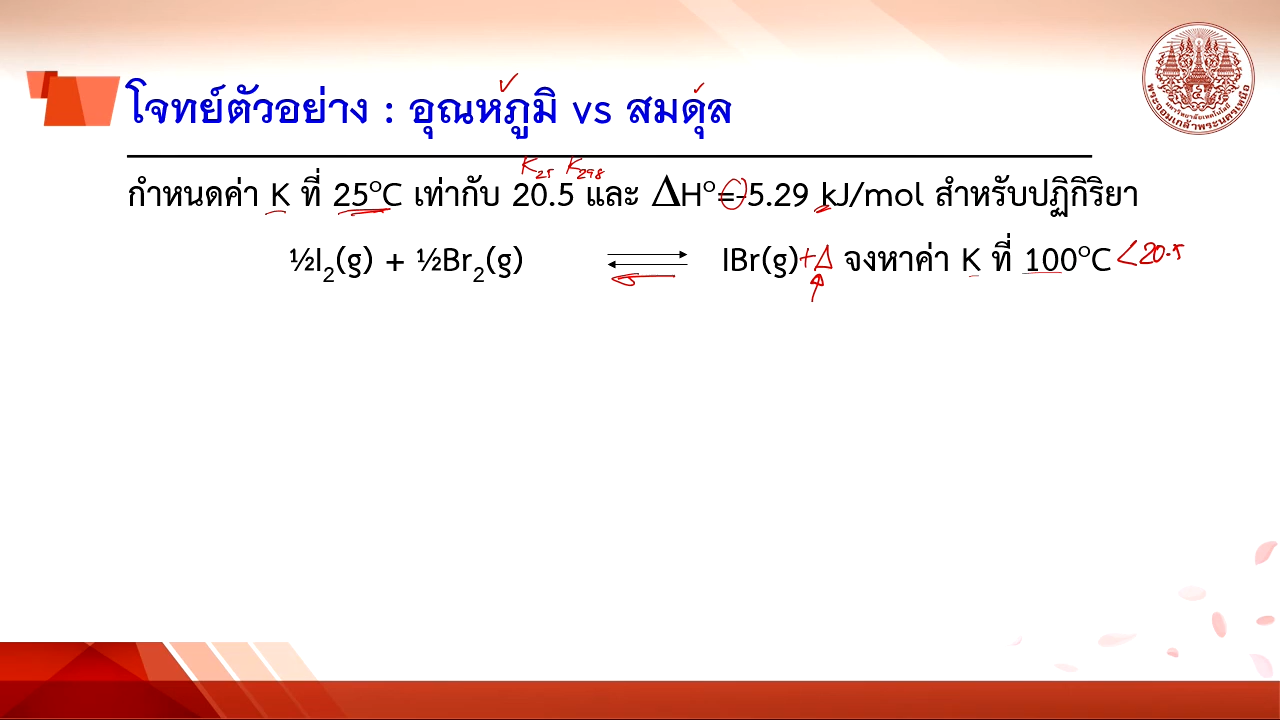 โจทย์ตัวอย่าง : อุณหภูมิ vs สมดุล
K25 K298
กำหนดค่า K ที่ 25°C เท่ากับ 20.5 และ ΔH°=-5.29 kJ/mol สำหรับปฏิกิริยา
½I₂(g) + ½Br₂(g) ⇌ IBr(g)+Δ จงหาค่า K ที่ 100°C <20.5